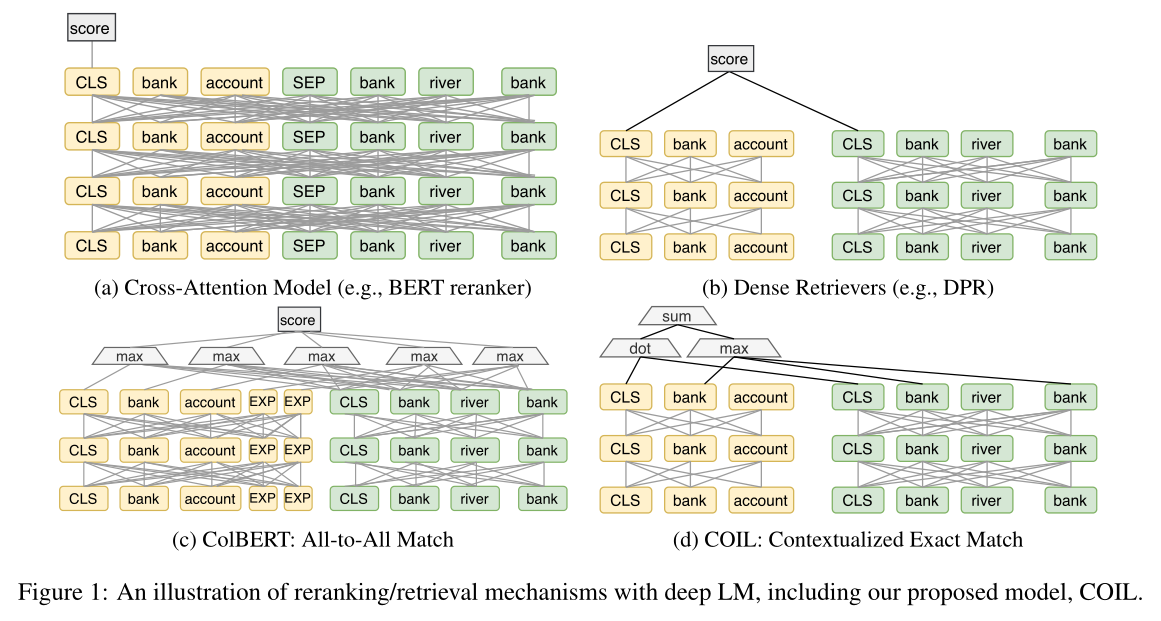 score
CLS bank account SEP bank river bank
CLS bank account SEP bank river bank
CLS bank account SEP bank river bank
CLS bank account SEP bank river bank
(a) Cross-Attention Model (e.g., BERT reranker)
score
CLS bank account CLS bank river bank
CLS bank account CLS bank river bank
CLS bank account CLS bank river bank
(b) Dense Retrievers (e.g., DPR)
score
max max max max max
CLS bank account EXP EXP CLS bank river bank
CLS bank account EXP EXP CLS bank river bank
CLS bank account EXP EXP CLS bank river bank
(c) ColBERT: All-to-All Match
sum
dot max
CLS bank account CLS bank river bank
CLS bank account CLS bank river bank
CLS bank account CLS bank river bank
(d) COIL: Contextualized Exact Match
Figure 1: An illustration of reranking/retrieval mechanisms with deep LM, including our proposed model, COIL.